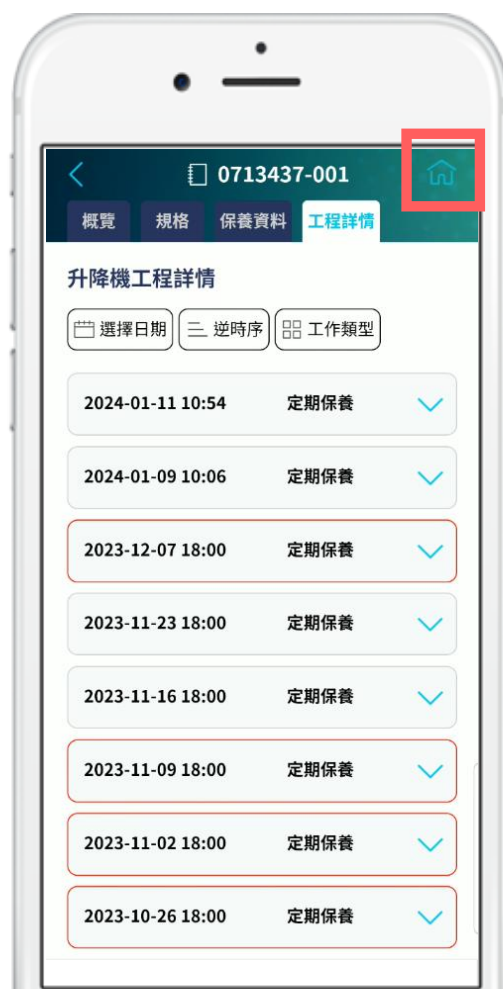 0713437-001
概覽 規格 保養資料 工程詳情
升降機工程詳情
選擇日期 逆時序 工作類型
2024-01-11 10:54 定期保養
2024-01-09 10:06 定期保養
2023-12-07 18:00 定期保養
2023-11-23 18:00 定期保養
2023-11-16 18:00 定期保養
2023-11-09 18:00 定期保養
2023-11-02 18:00 定期保養
2023-10-26 18:00 定期保養